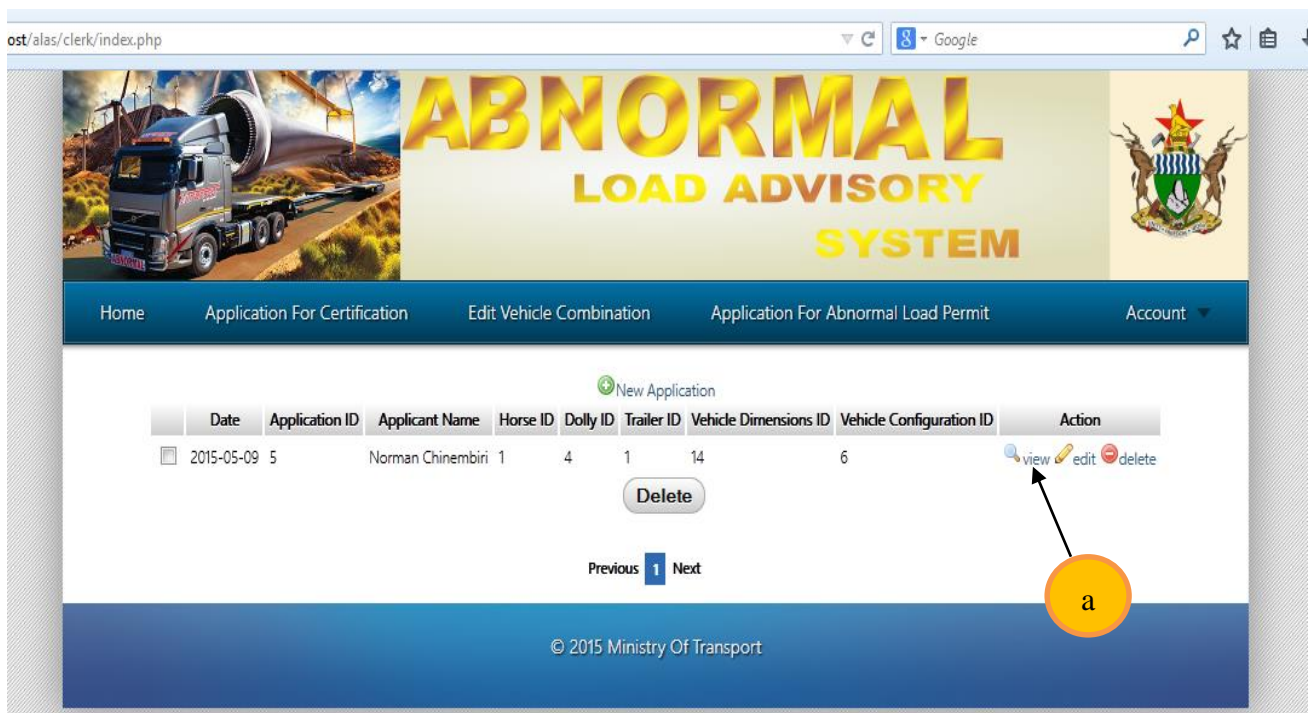 ost/alas/clerk/index.php
Google
ABNORMAL
LOAD ADVISORY
SYSTEM
ABNORMAL
Home Application For Certification Edit Vehicle Combination Application For Abnormal Load Permit Account
New Application
Date Application ID Applicant Name Horse ID Dolly ID Trailer ID Vehicle Dimensions ID Vehicle Configuration ID Action
2015-05-09 5 Norman Chinembiri 1 4 1 14 6 view edit delete
Delete
Previous 1 Next
a
© 2015 Ministry Of Transport